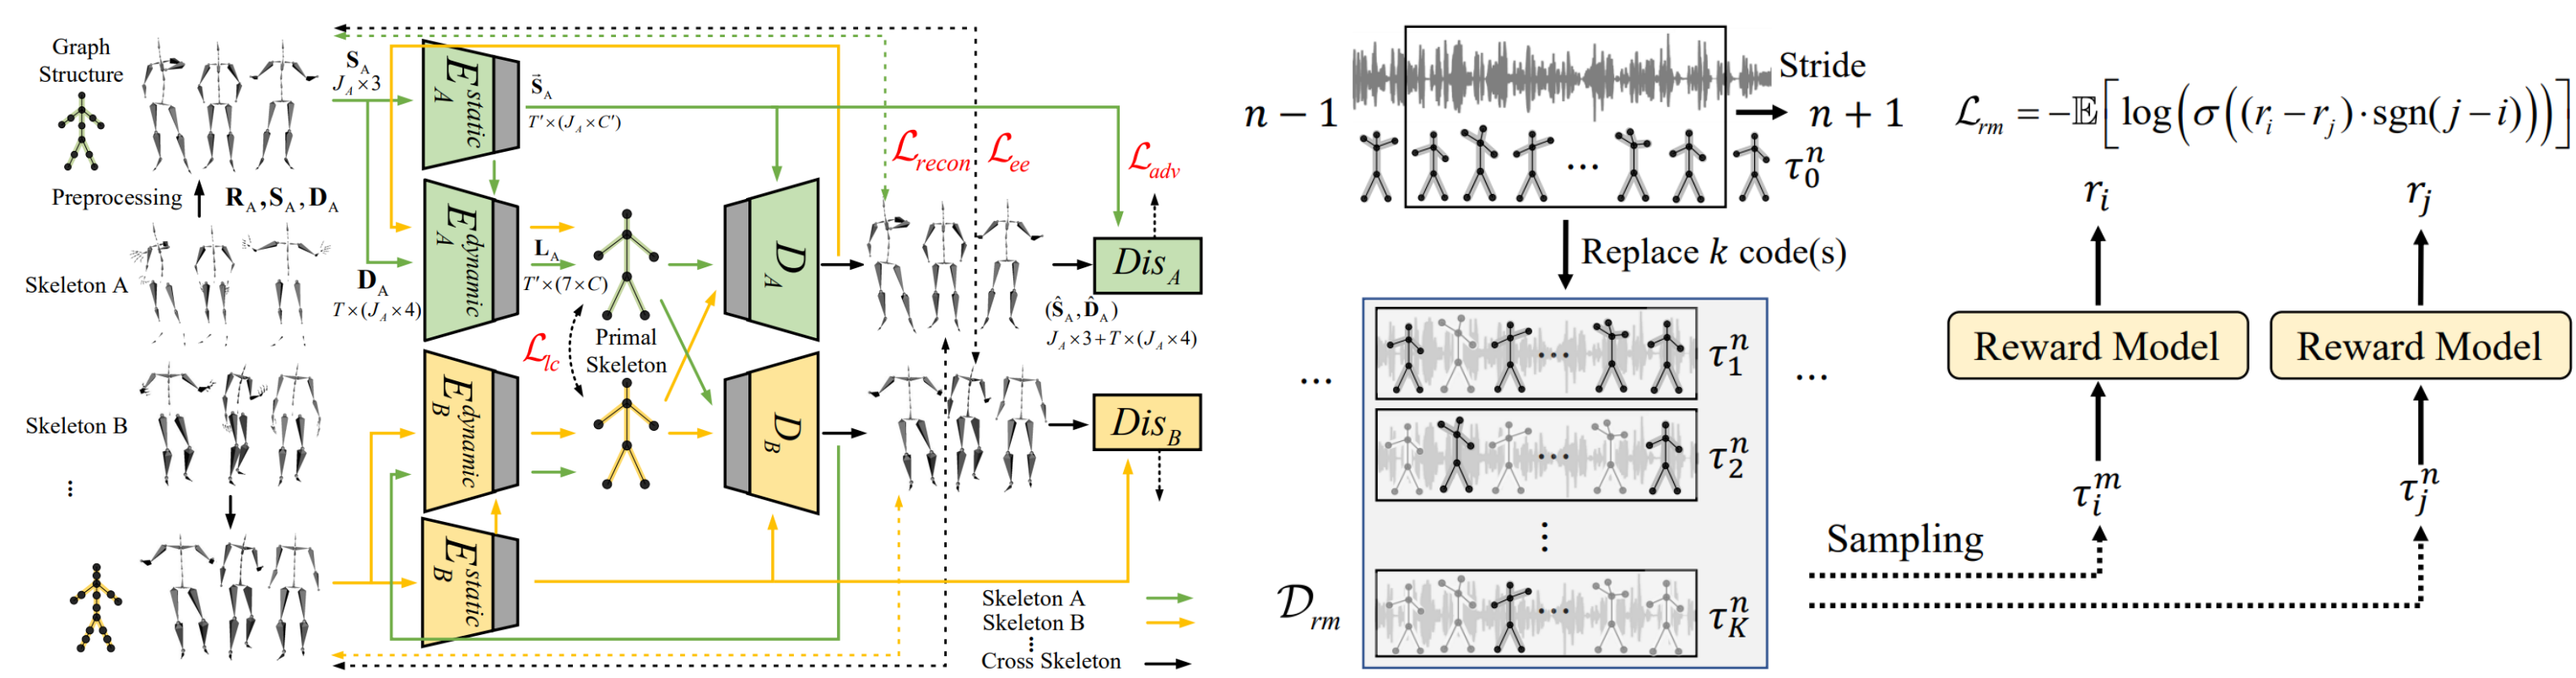 Graph
Structure
Preprocessing
R_A, S_A, D_A
Skeleton A
Skeleton B
⋮
S_A
J_A×3
D_A
T×(J_A×4)
E_A^static
E_A^dynamic
E_B^dynamic
E_B^static
S⃗_A
T′×(J_A×C′)
L_A
T′×(7×C)
ℒ_lc
Primal
Skeleton
D_A
D_B
ℒ_recon
ℒ_ee
ℒ_adv
Dis_A
(Ŝ_A, D̂_A)
J_A×3+T×(J_A×4)
Dis_B
Skeleton A
Skeleton B
⋮
Cross Skeleton
Stride
n − 1
n + 1
...
τ_0^n
Replace k code(s)
...
...
τ_1^n
...
...
τ_2^n
⋮
𝒟_rm
...
τ_K^n
ℒ_rm = −𝔼[log(σ((r_i − r_j)·sgn(j − i)))]
r_i
r_j
Reward Model
Reward Model
τ_i^m
τ_j^n
Sampling